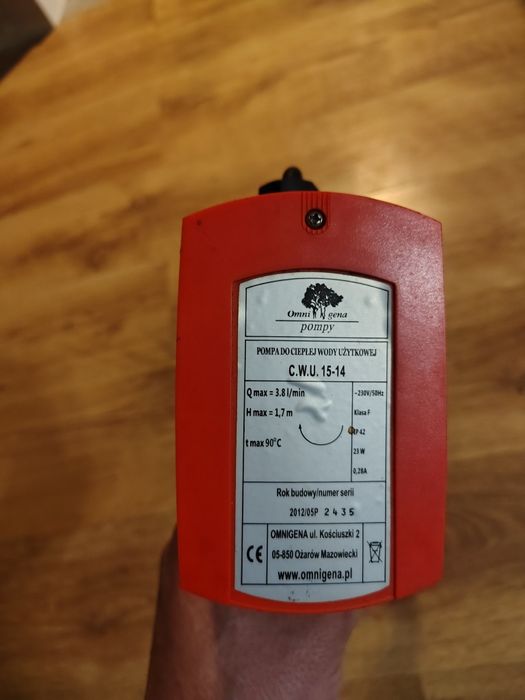 Omni gena
pompy
POMPA DO CIEPLEJ WODY UŻYTKOWEJ
C.W.U. 15-14
Q max = 3.8 l/min
H max = 1,7 m
t max 90°C
~230V/50Hz
Klasa F
IP 42
23 W
0,28A
Rok budowy/numer serii
2012/05P 2435
OMNIGENA ul. Kościuszki 2
05-850 Ożarów Mazowiecki
www.omnigena.pl
CE